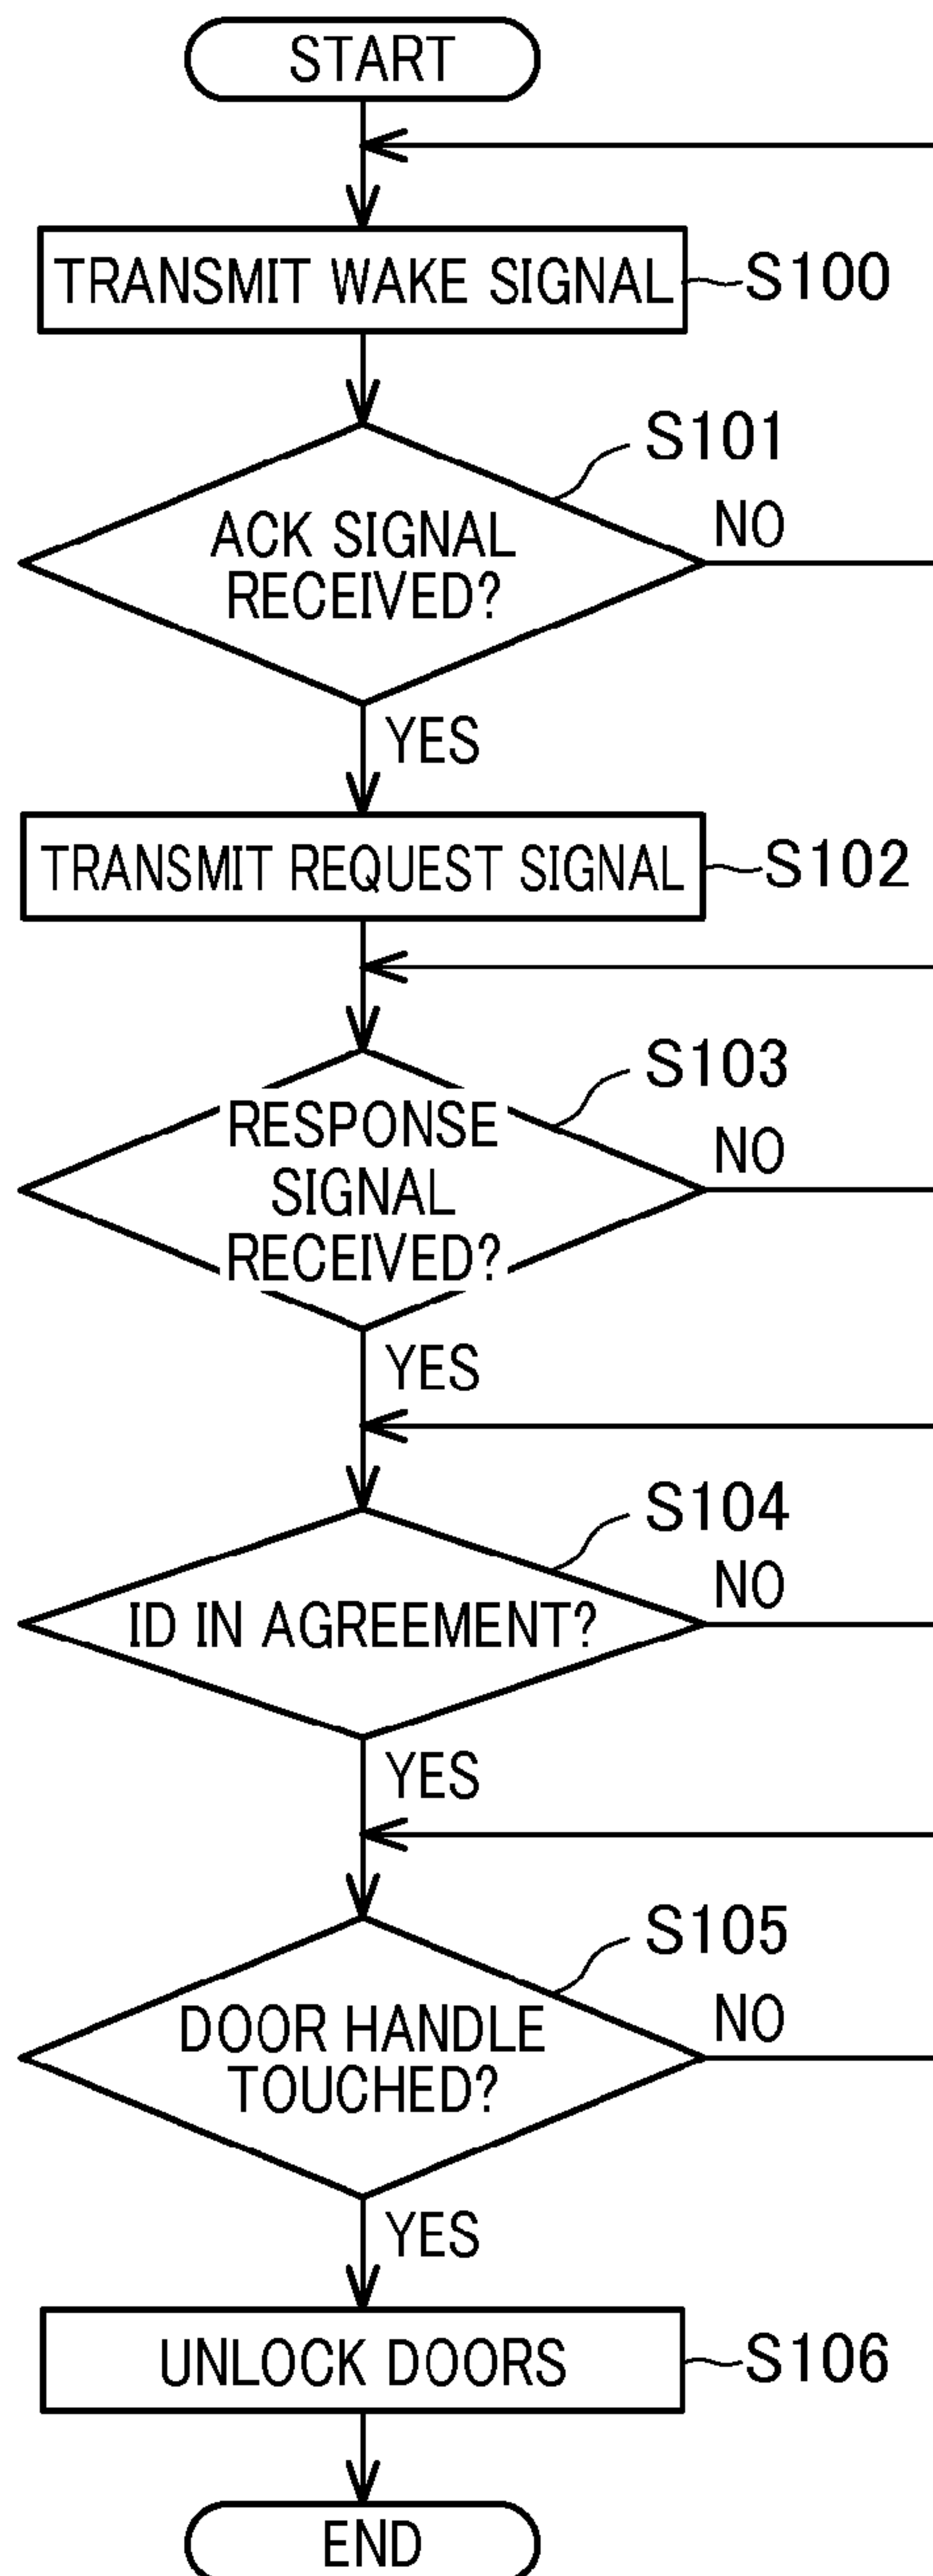 START
TRANSMIT WAKE SIGNAL
S100
S101
ACK SIGNAL
RECEIVED?
NO
YES
TRANSMIT REQUEST SIGNAL
S102
S103
RESPONSE
SIGNAL
RECEIVED?
NO
YES
S104
ID IN AGREEMENT?
NO
YES
S105
DOOR HANDLE
TOUCHED?
NO
YES
UNLOCK DOORS
S106
END